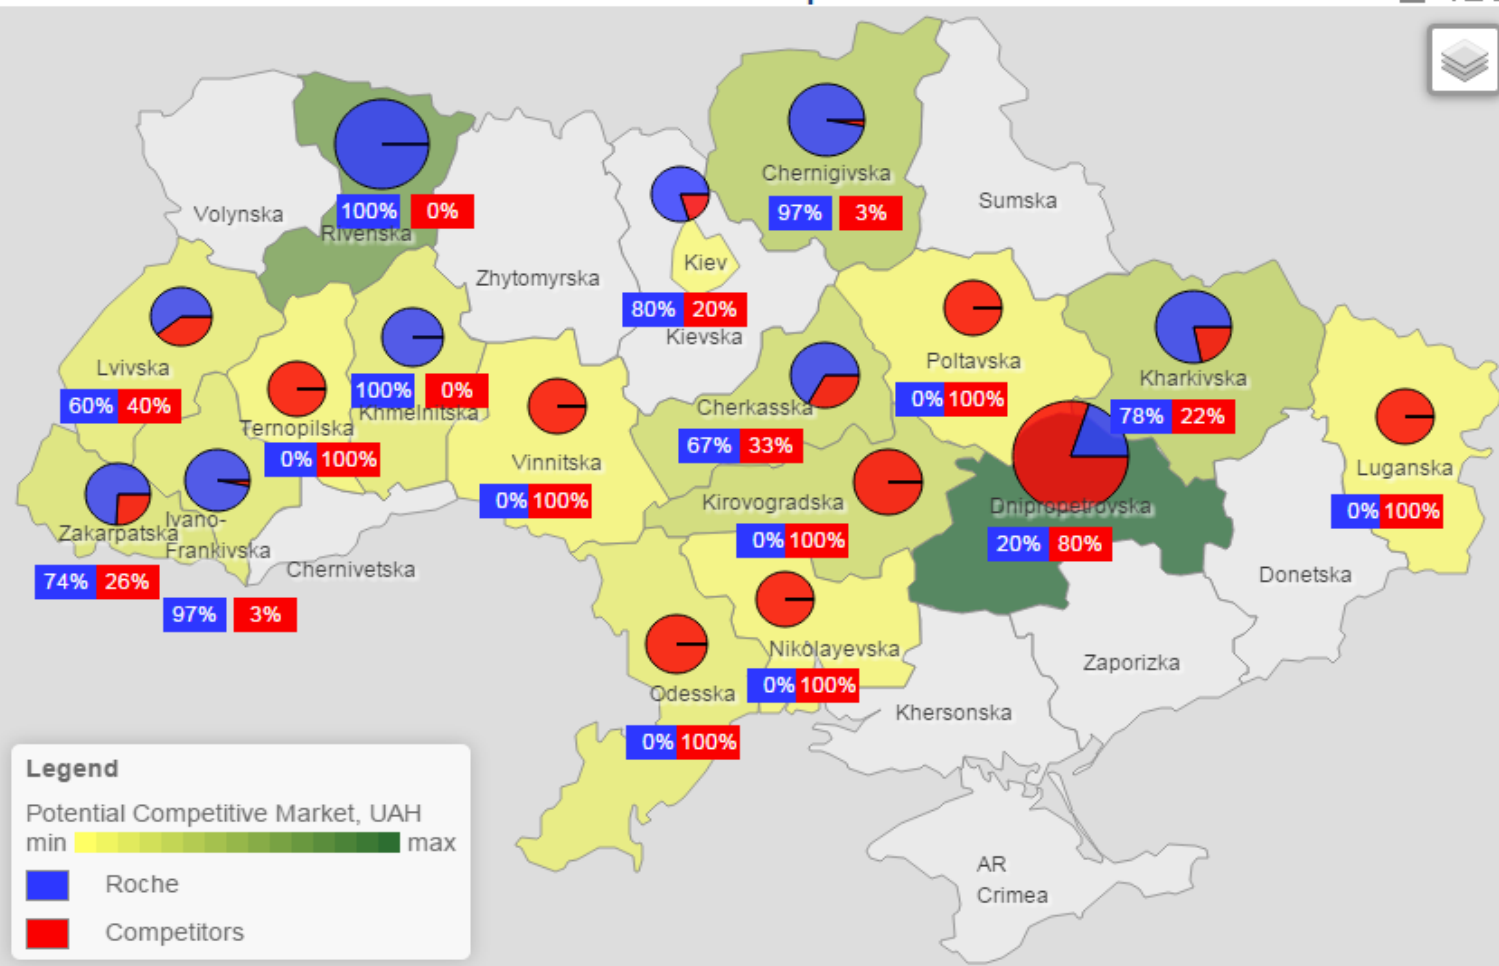 Chernigivska
97% 3%
Sumska
Volynska
100% 0%
Rivenska
Zhytomyrska
Kiev
80% 20%
Kievska
Lvivska
60% 40%
100% 0%
Khmelnitska
Ternopilska
0% 100%
Vinnitska
0% 100%
Cherkasska
67% 33%
Poltavska
0% 100%
Kharkivska
78% 22%
Luganska
0% 100%
Kirovogradska
0% 100%
Dnipropetrovska
20% 80%
Zakarpatska
74% 26%
Ivano-
Frankivska
97% 3%
Chernivetska
Donetska
Nikolayevska
0% 100%
Odesska
0% 100%
Zaporizka
Khersonska
AR
Crimea
Legend
Potential Competitive Market, UAH
min max
Roche
Competitors